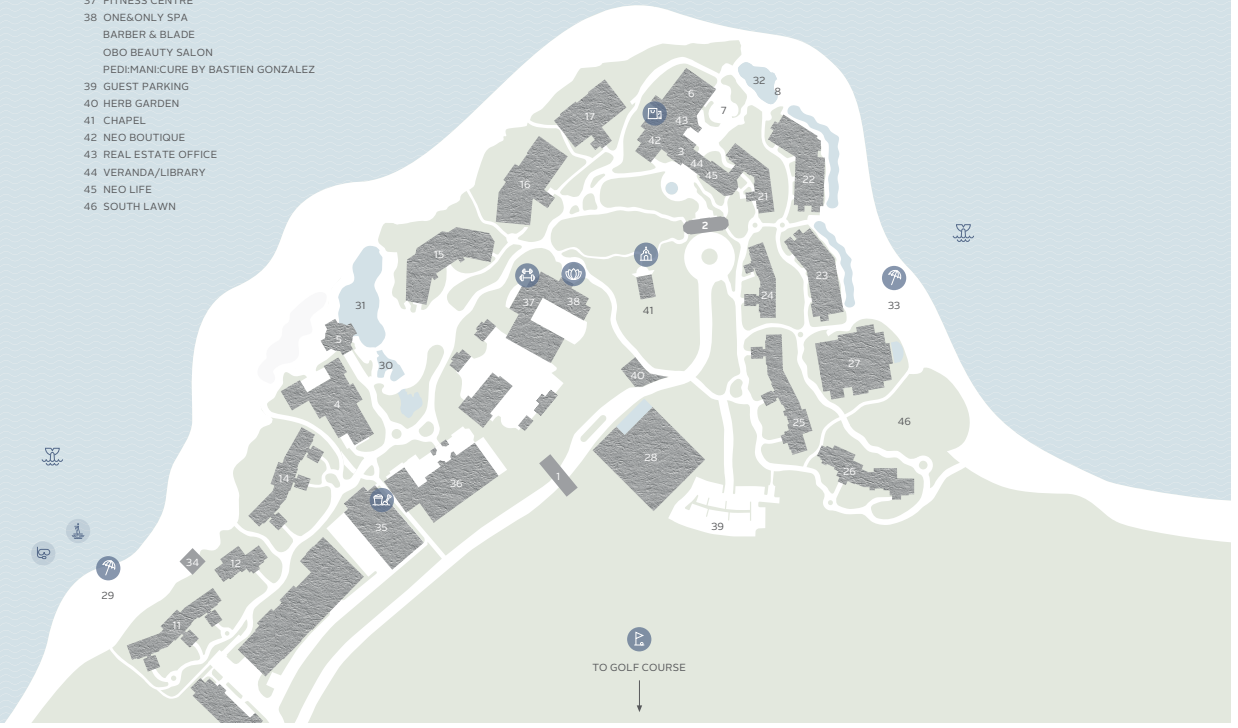 37 FITNESS CENTRE
38 ONE&ONLY SPA
BARBER & BLADE
OBO BEAUTY SALON
PEDI:MANI:CURE BY BASTIEN GONZALEZ
39 GUEST PARKING
40 HERB GARDEN
41 CHAPEL
42 NEO BOUTIQUE
43 REAL ESTATE OFFICE
44 VERANDA/LIBRARY
45 NEO LIFE
46 SOUTH LAWN
32
8
6
7
17
43
42
3
44
45
16
22
21
2
15
23
24
33
37
38
31
41
5
30
27
40
4
46
25
28
26
14
36
1
35
39
34
12
29
11
TO GOLF COURSE